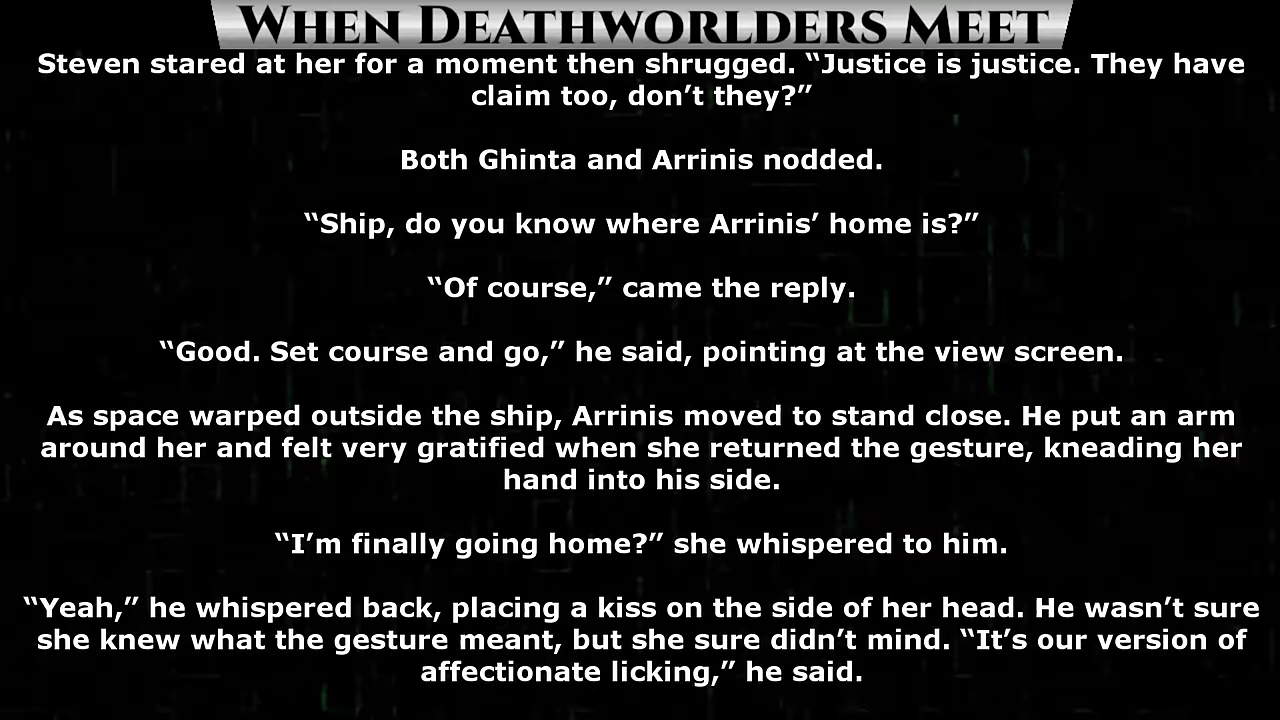 When Deathworlders Meet
Steven stared at her for a moment then shrugged. “Justice is justice. They have
claim too, don’t they?”
Both Ghinta and Arrinis nodded.
“Ship, do you know where Arrinis’ home is?”
“Of course,” came the reply.
“Good. Set course and go,” he said, pointing at the view screen.
As space warped outside the ship, Arrinis moved to stand close. He put an arm
around her and felt very gratified when she returned the gesture, kneading her
hand into his side.
“I’m finally going home?” she whispered to him.
“Yeah,” he whispered back, placing a kiss on the side of her head. He wasn’t sure
she knew what the gesture meant, but she sure didn’t mind. “It’s our version of
affectionate licking,” he said.